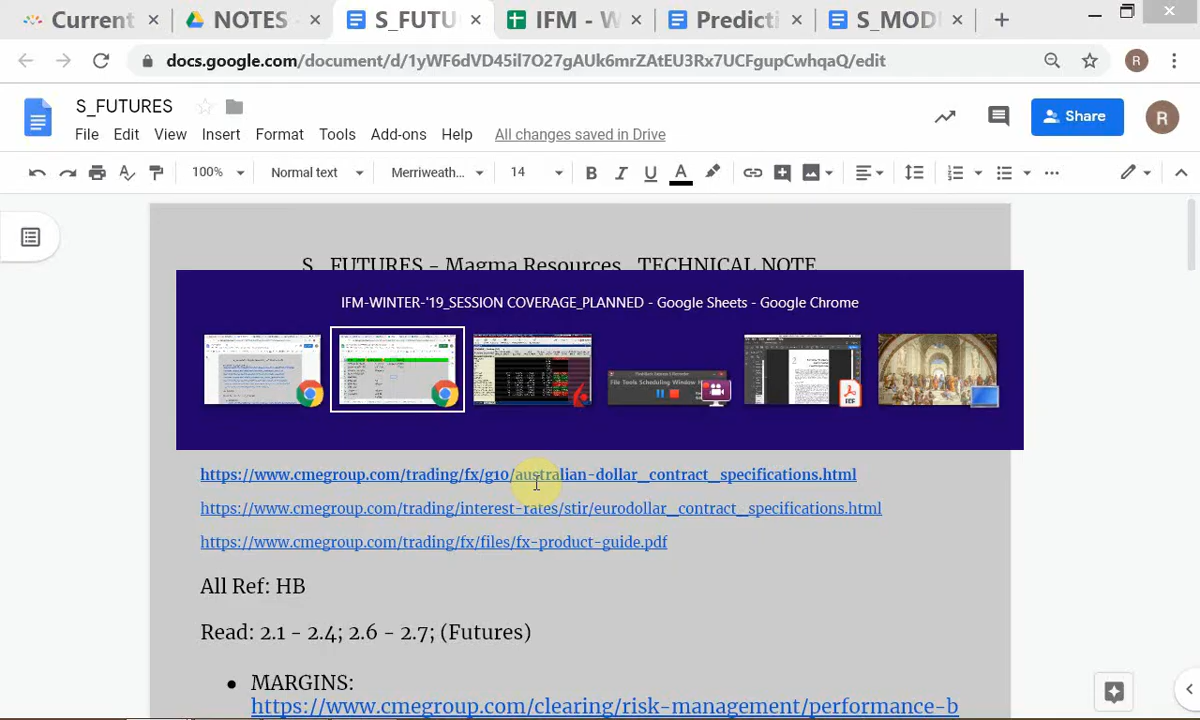 Current
NOTES
S_FUTU
IFM - W
Predicti
S_MOD
docs.google.com/document/d/1yWF6dVD45il7O27gAUk6mrZAtEU3Rx7UCFgupCwhqaQ/edit
R
S_FUTURES
File Edit View Insert Format Tools Add-ons Help All changes saved in Drive
Share
R
100% Normal text Merriweath... 14 B I U A
S_FUTURES - Magma Resources_TECHNICAL NOTE
IFM-WINTER-'19_SESSION COVERAGE_PLANNED - Google Sheets - Google Chrome
File Tools Scheduling Window H
https://www.cmegroup.com/trading/fx/g10/australian-dollar_contract_specifications.html
https://www.cmegroup.com/trading/interest-rates/stir/eurodollar_contract_specifications.html
https://www.cmegroup.com/trading/fx/files/fx-product-guide.pdf
All Ref: HB
Read: 2.1 - 2.4; 2.6 - 2.7; (Futures)
● MARGINS:
https://www.cmegroup.com/clearing/risk-management/performance-b